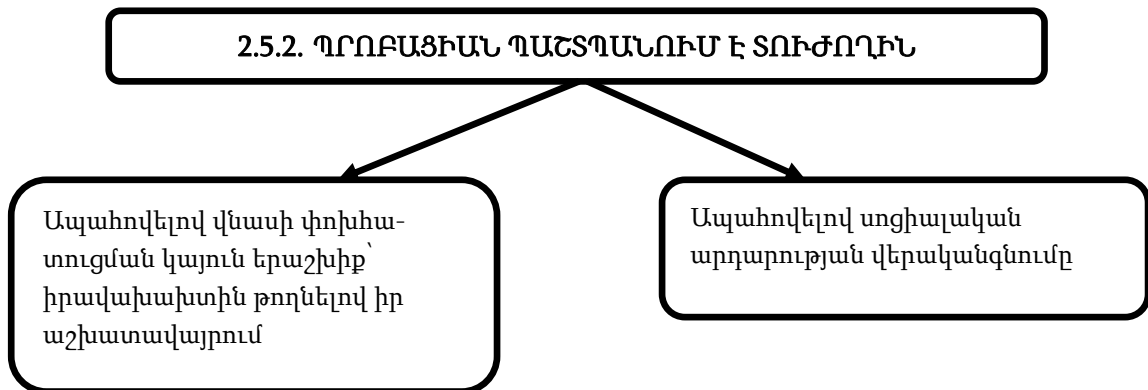 2.5.2. ՊՐՈԲԱՑԻԱՆ ՊԱՇՏՊԱՆՈՒՄ Է ՏՈՒԺՈՂԻՆ
Ապահովելով վնասի փոխհա-
տուցման կայուն երաշխիք՝
իրավախախտին թողնելով իր
աշխատավայրում
Ապահովելով սոցիալական
արդարության վերականգնումը